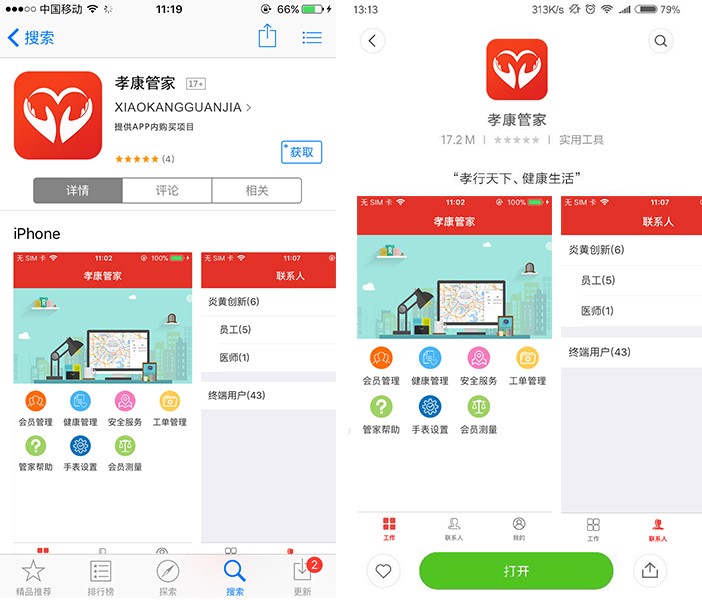 中国移动 11:19 66%
搜索
孝康管家 17+
XIAOKANGGUANJIA >
提供APP内购买项目
(4)
获取
详情 评论 相关
iPhone
无 SIM 卡 11:02 100%
孝康管家
会员管理 健康管理 安全服务 工单管理
管家帮助 手表设置 会员测量
无 SIM 卡 11:07
联系人
炎黄创新(6)
员工(5)
医师(1)
终端用户(43)
精品推荐 排行榜 探索 搜索 更新
2
13:13 313K/s 79%
孝康管家
17.2 M | | 实用工具
“孝行天下、健康生活”
无 SIM 卡 11:02 100%
孝康管家
会员管理 健康管理 安全服务 工单管理
管家帮助 手表设置 会员测量
工作 联系人 我的
无 SIM 卡 11:07
联系人
炎黄创新(6)
员工(5)
医师(1)
终端用户(43)
工作 联系人
打开